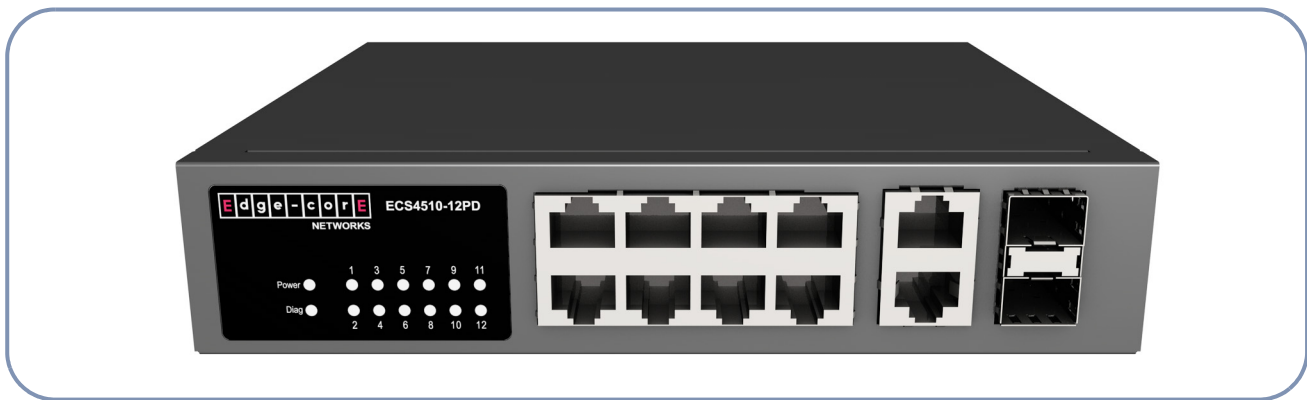 Edge-corE ECS4510-12PD
NETWORKS
1 3 5 7 9 11
Power
Diag
2 4 6 8 10 12